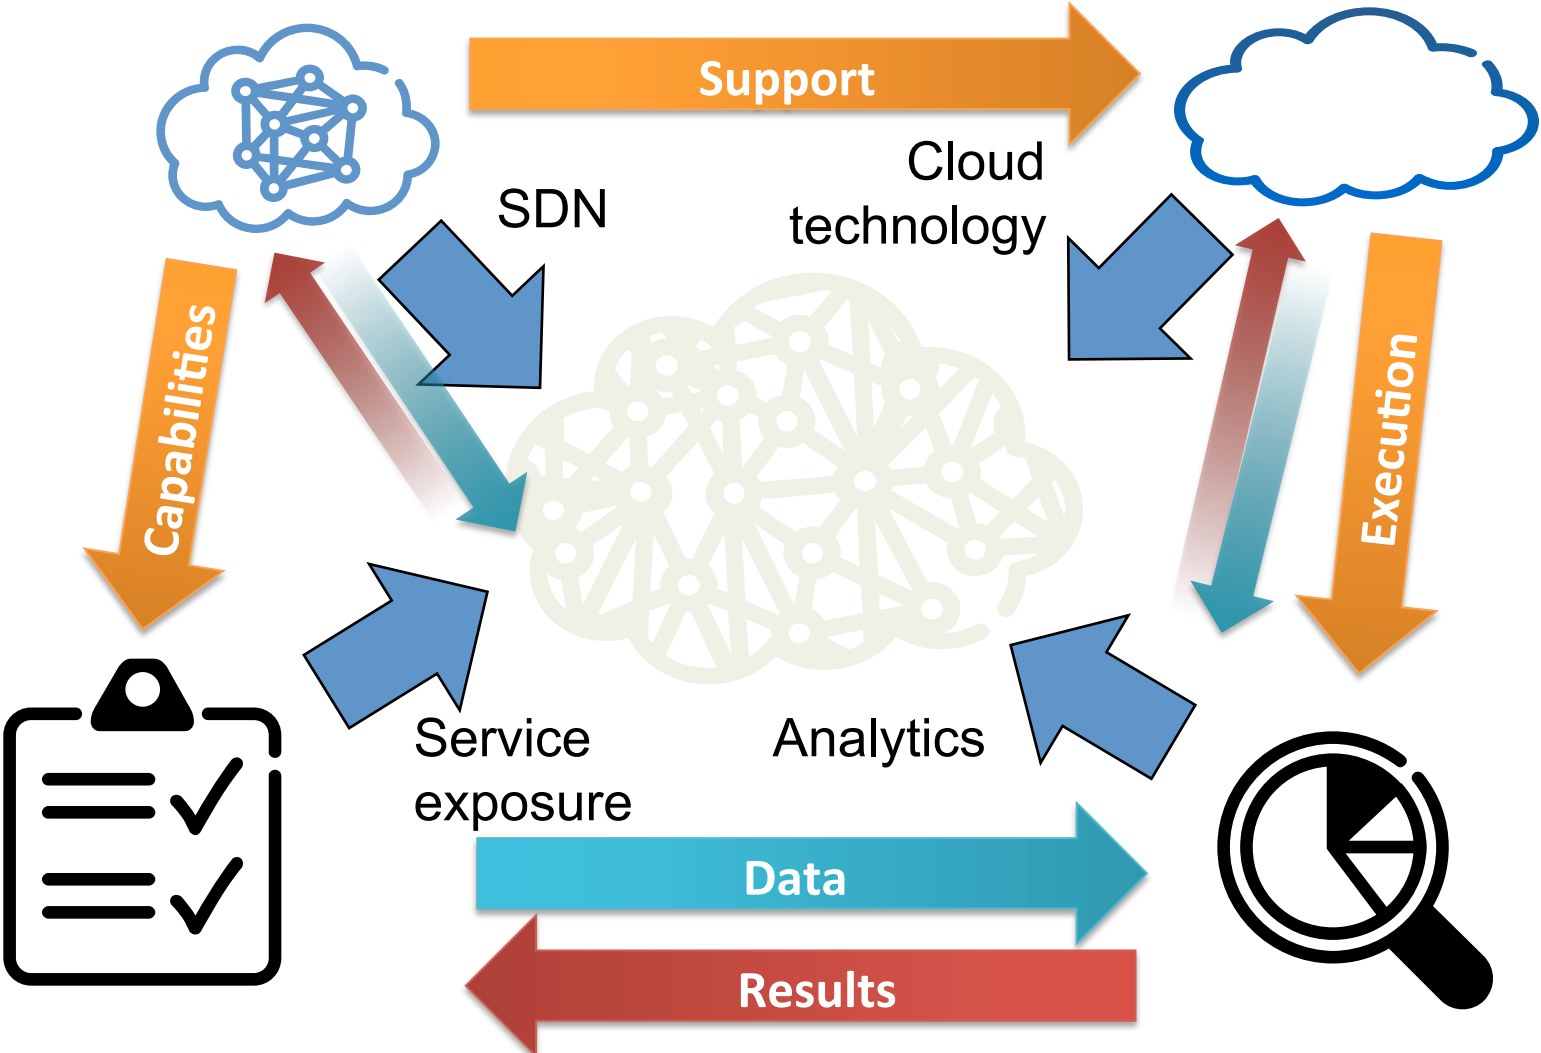 Support
SDN
Cloud
technology
Capabilities
Execution
Service
exposure
Analytics
Data
Results